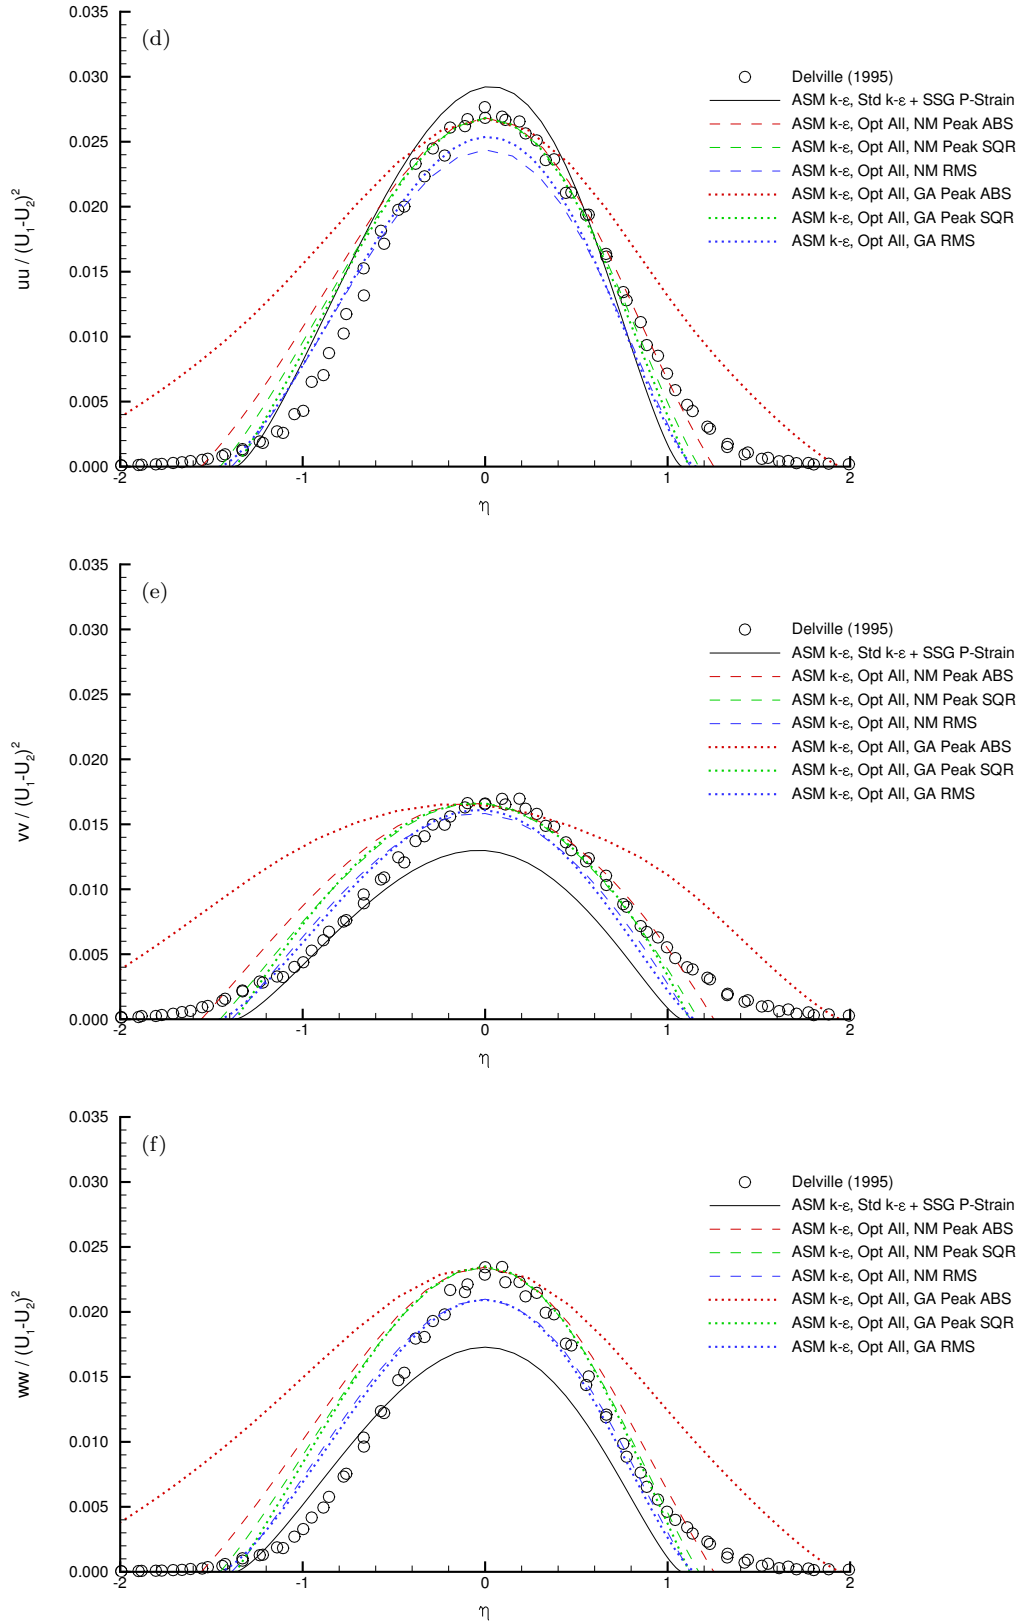 (d)
0.035
0.030
0.025
0.020
0.015
0.010
0.005
0.000
uu / (U₁-U₂)²
Delville (1995)
ASM k-ε, Std k-ε + SSG P-Strain
ASM k-ε, Opt All, NM Peak ABS
ASM k-ε, Opt All, NM Peak SQR
ASM k-ε, Opt All, NM RMS
ASM k-ε, Opt All, GA Peak ABS
ASM k-ε, Opt All, GA Peak SQR
ASM k-ε, Opt All, GA RMS
-2 -1 0 1 2
η
(e)
0.035
0.030
0.025
0.020
0.015
0.010
0.005
0.000
vv / (U₁-U₂)²
Delville (1995)
ASM k-ε, Std k-ε + SSG P-Strain
ASM k-ε, Opt All, NM Peak ABS
ASM k-ε, Opt All, NM Peak SQR
ASM k-ε, Opt All, NM RMS
ASM k-ε, Opt All, GA Peak ABS
ASM k-ε, Opt All, GA Peak SQR
ASM k-ε, Opt All, GA RMS
-2 -1 0 1 2
η
(f)
0.035
0.030
0.025
0.020
0.015
0.010
0.005
0.000
ww / (U₁-U₂)²
Delville (1995)
ASM k-ε, Std k-ε + SSG P-Strain
ASM k-ε, Opt All, NM Peak ABS
ASM k-ε, Opt All, NM Peak SQR
ASM k-ε, Opt All, NM RMS
ASM k-ε, Opt All, GA Peak ABS
ASM k-ε, Opt All, GA Peak SQR
ASM k-ε, Opt All, GA RMS
-2 -1 0 1 2
η